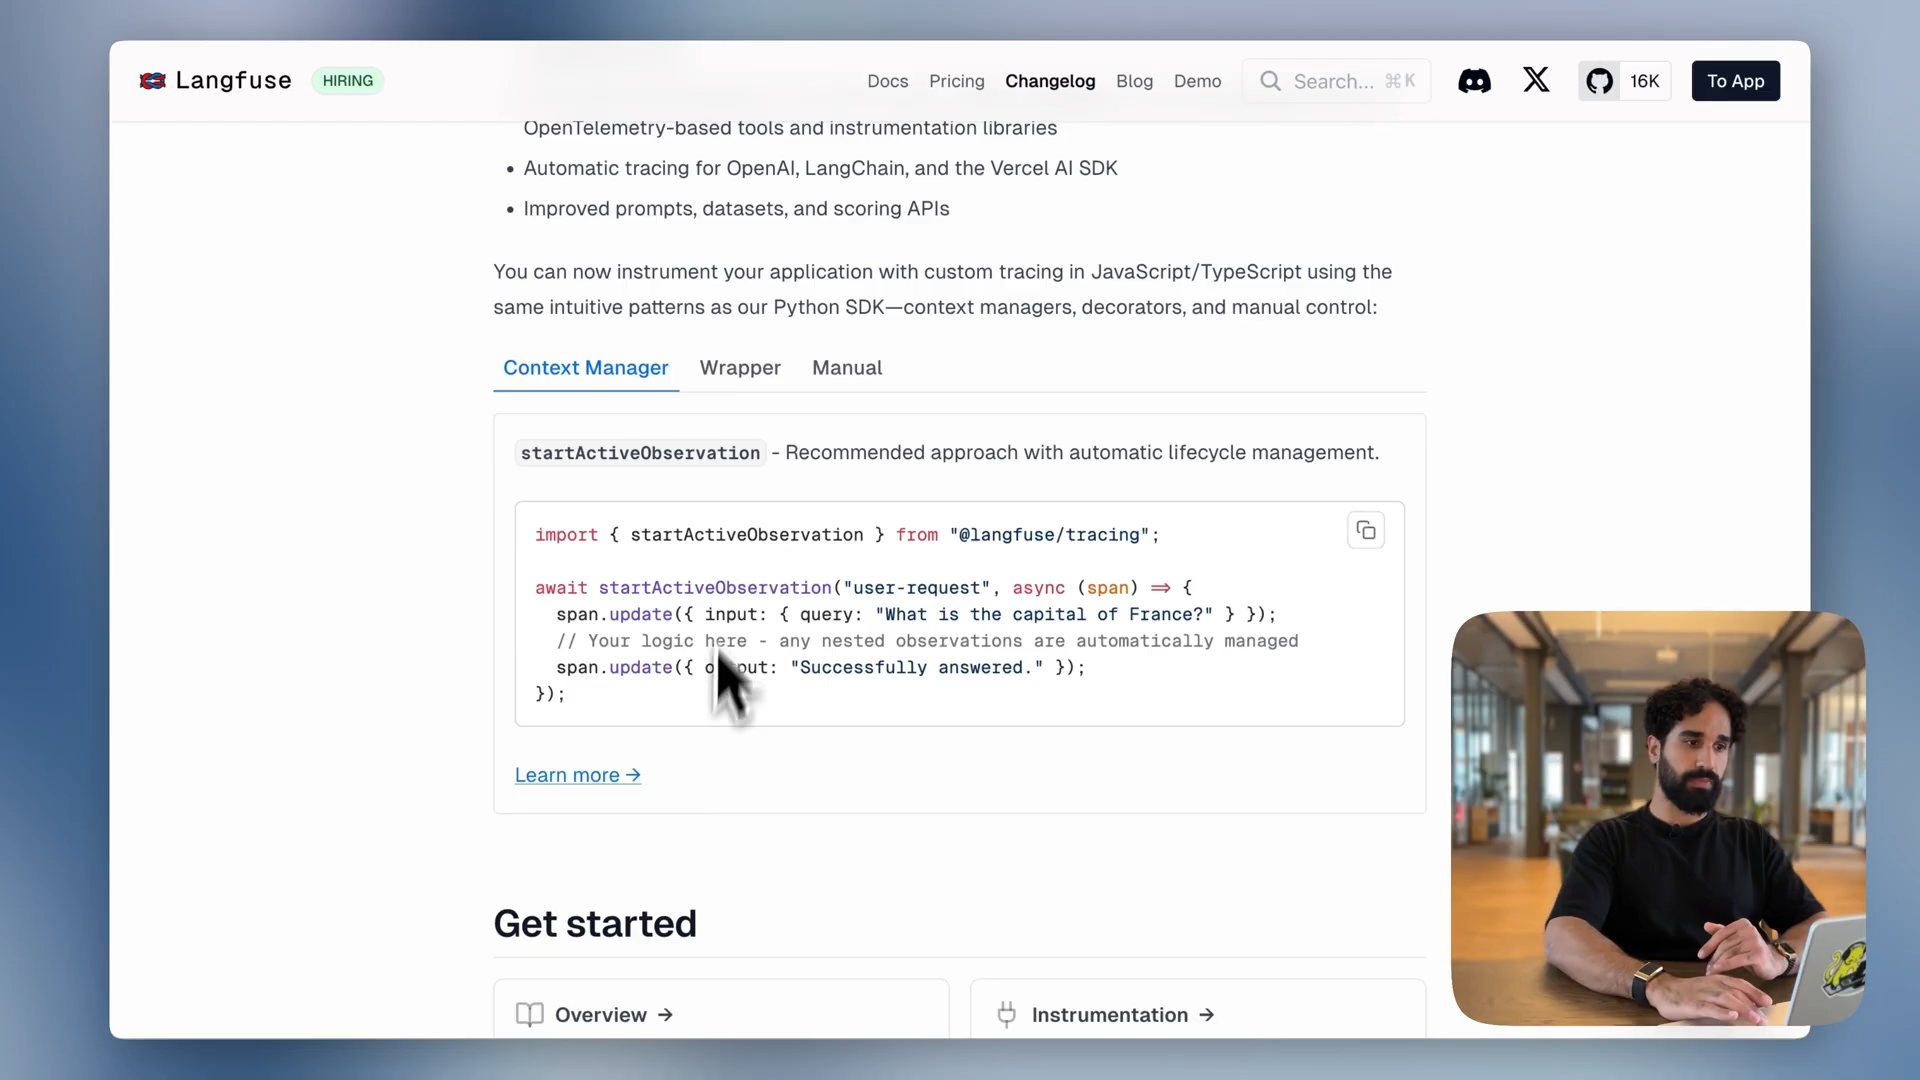 Langfuse
HIRING
Docs
Pricing
Changelog
Blog
Demo
Search... ⌘K
16K
To App
OpenTelemetry-based tools and instrumentation libraries
• Automatic tracing for OpenAI, LangChain, and the Vercel AI SDK
• Improved prompts, datasets, and scoring APIs
You can now instrument your application with custom tracing in JavaScript/TypeScript using the
same intuitive patterns as our Python SDK—context managers, decorators, and manual control:
Context Manager
Wrapper
Manual
startActiveObservation - Recommended approach with automatic lifecycle management.
import { startActiveObservation } from "@langfuse/tracing";
await startActiveObservation("user-request", async (span) => {
span.update({ input: { query: "What is the capital of France?" } });
// Your logic here - any nested observations are automatically managed
span.update({ output: "Successfully answered." });
});
Learn more →
Get started
Overview →
Instrumentation →